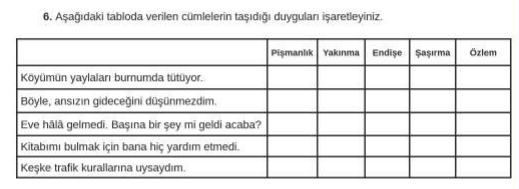 6. Aşağıdaki tabloda verilen cümlelerin taşıdığı duyguları işaretleyiniz.
Pişmanlık Yakınma Endişe Şaşırma Özlem
Köyümün yaylaları burnumda tütüyor.
Böyle, ansızın gideceğini düşünmezdim.
Eve hâlâ gelmedi. Başına bir şey mi geldi acaba?
Kitabımı bulmak için bana hiç yardım etmedi.
Keşke trafik kurallarına uysaydım.